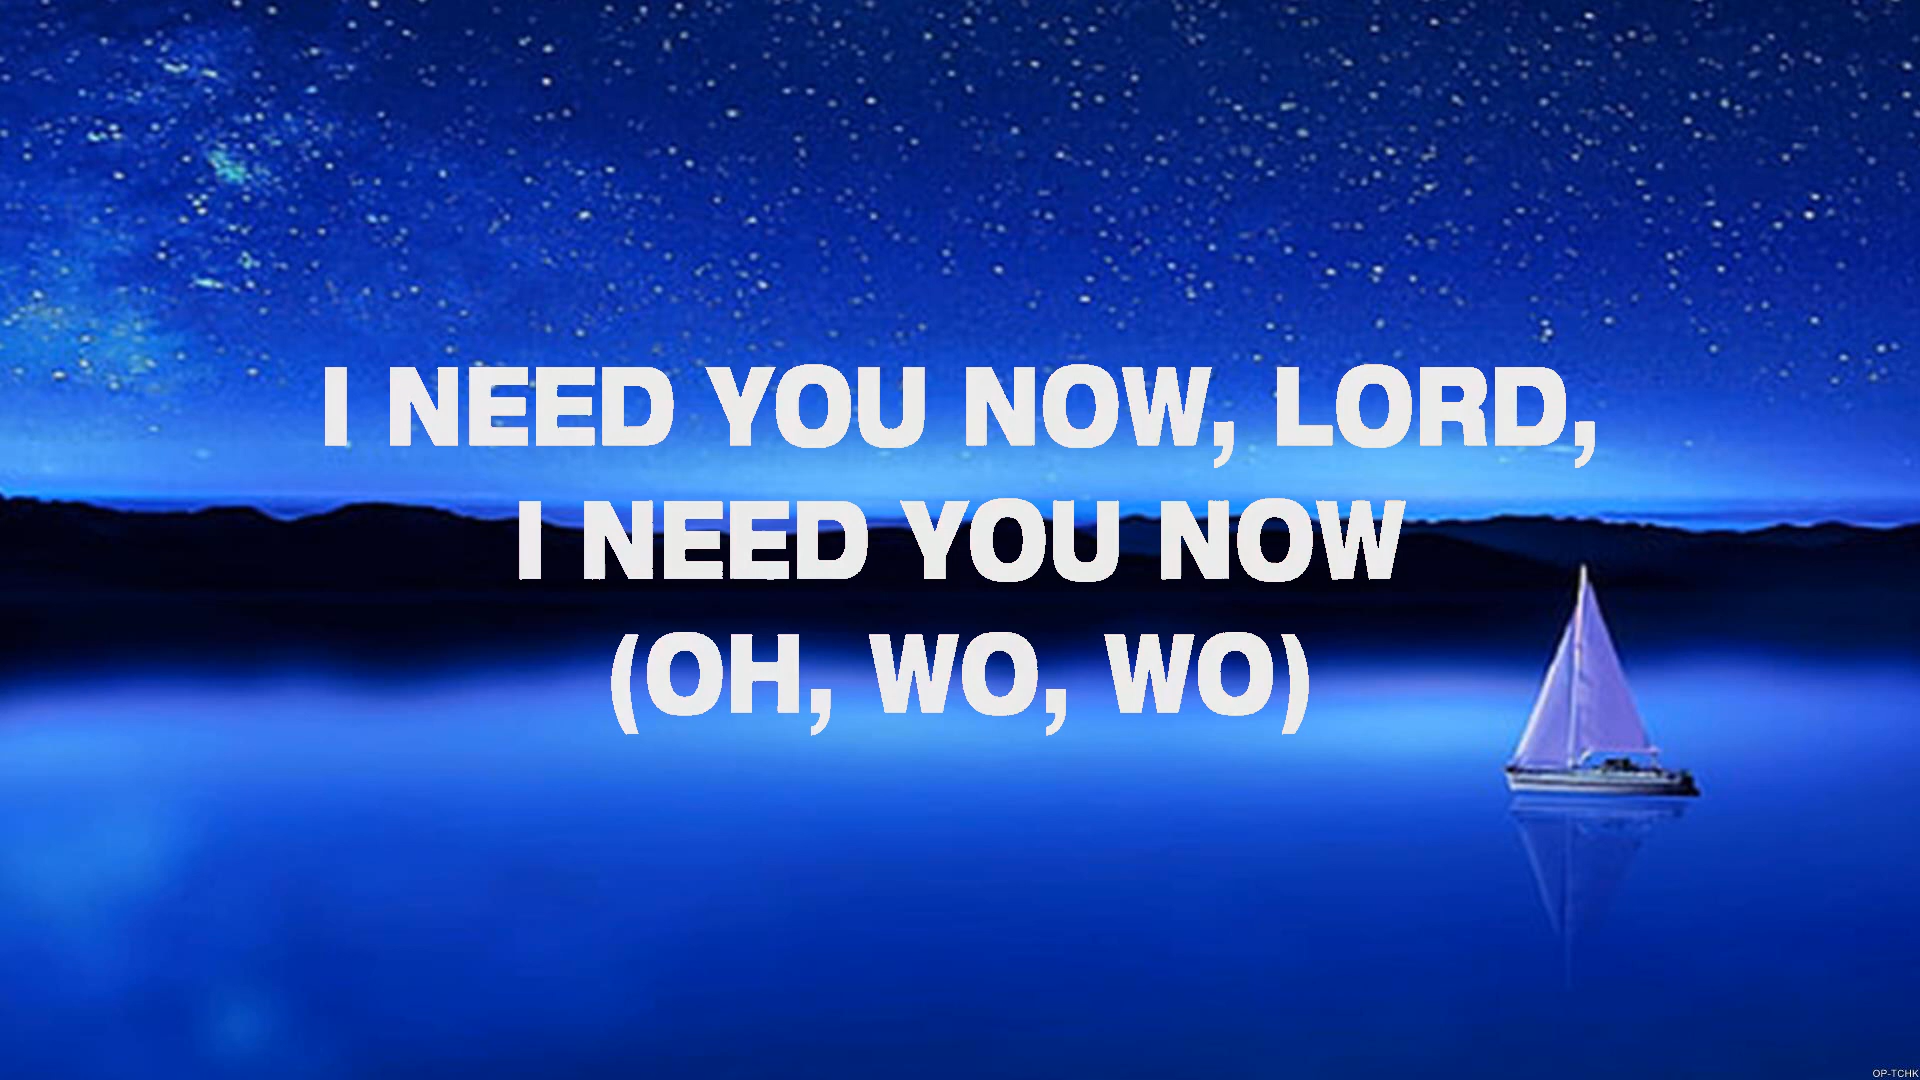 I NEED YOU NOW, LORD,
I NEED YOU NOW
(OH, WO, WO)
OP-TCHK